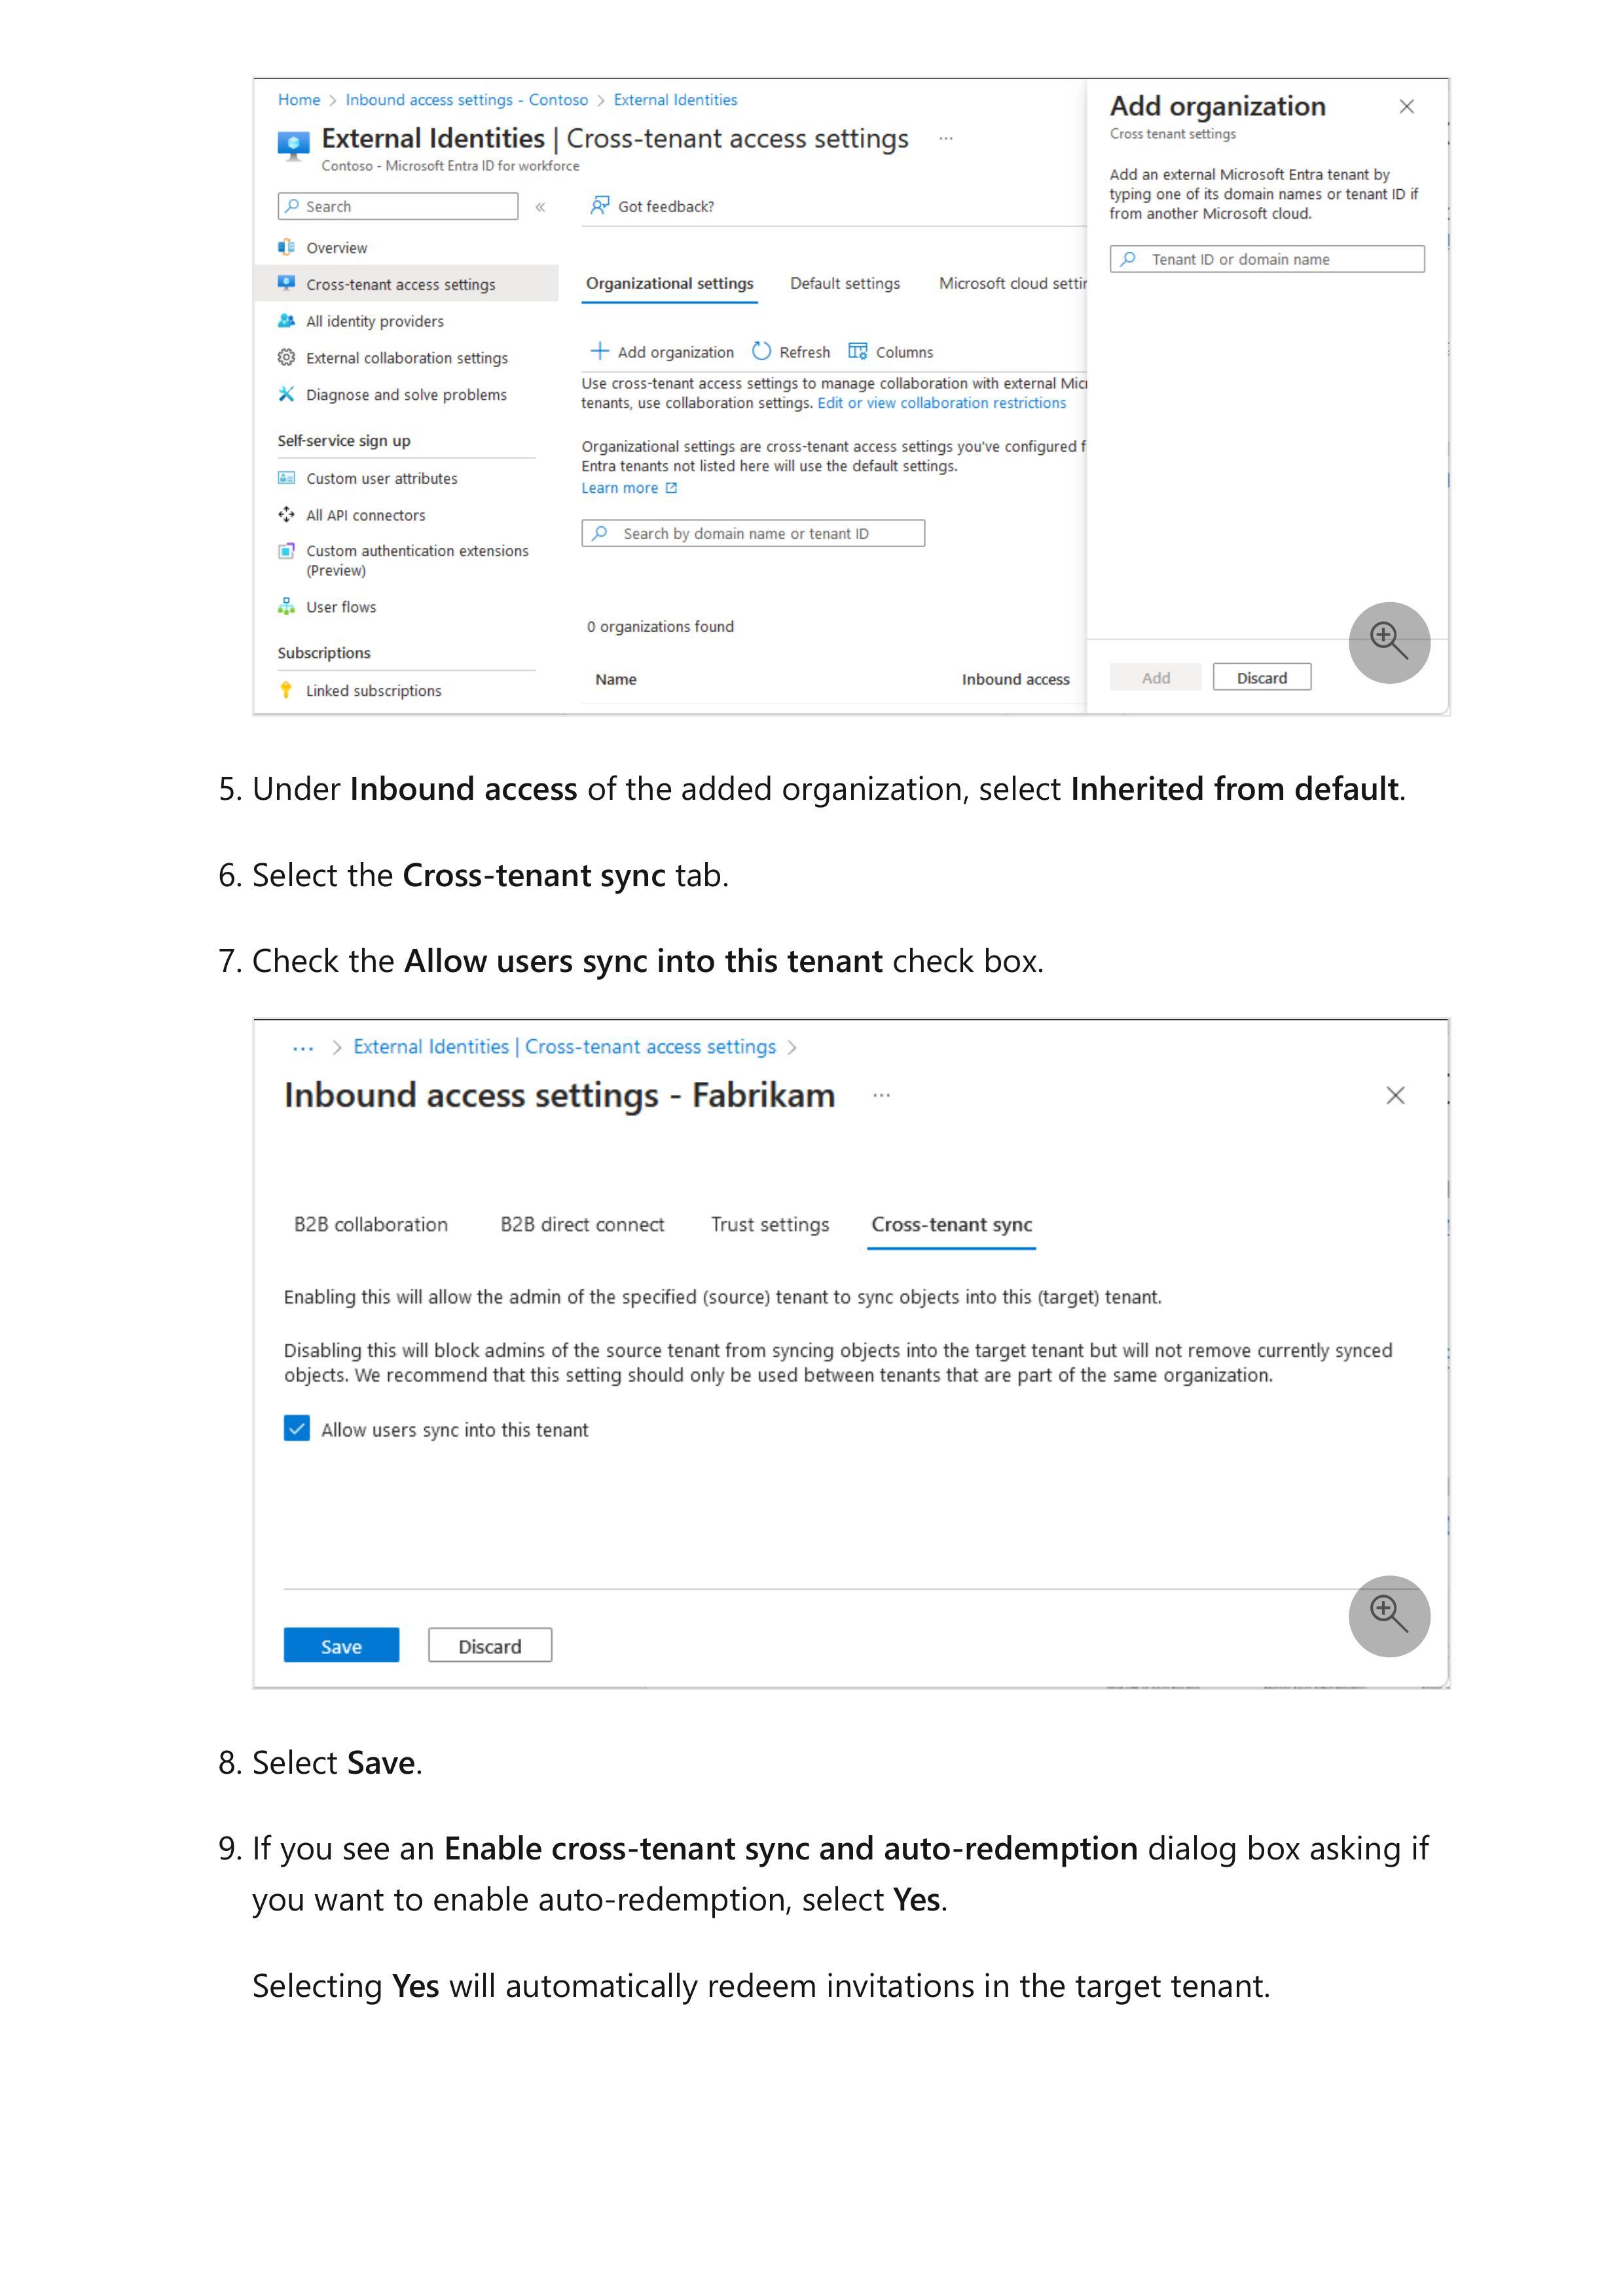 Home > Inbound access settings - Contoso > External Identities
External Identities | Cross-tenant access settings ...
Contoso - Microsoft Entra ID for workforce
Search
«
Overview
Cross-tenant access settings
All identity providers
External collaboration settings
Diagnose and solve problems
Self-service sign up
Custom user attributes
All API connectors
Custom authentication extensions
(Preview)
User flows
Subscriptions
Linked subscriptions
Got feedback?
Organizational settings Default settings Microsoft cloud settin
Add organization Refresh Columns
Use cross-tenant access settings to manage collaboration with external Micr
tenants, use collaboration settings. Edit or view collaboration restrictions
Organizational settings are cross-tenant access settings you've configured f
Entra tenants not listed here will use the default settings.
Learn more
Search by domain name or tenant ID
0 organizations found
Name Inbound access
Add organization
Cross tenant settings
Add an external Microsoft Entra tenant by
typing one of its domain names or tenant ID if
from another Microsoft cloud.
Tenant ID or domain name
Add Discard
5. Under Inbound access of the added organization, select Inherited from default.
6. Select the Cross-tenant sync tab.
7. Check the Allow users sync into this tenant check box.
... > External Identities | Cross-tenant access settings >
Inbound access settings - Fabrikam ...
B2B collaboration B2B direct connect Trust settings Cross-tenant sync
Enabling this will allow the admin of the specified (source) tenant to sync objects into this (target) tenant.
Disabling this will block admins of the source tenant from syncing objects into the target tenant but will not remove currently synced
objects. We recommend that this setting should only be used between tenants that are part of the same organization.
Allow users sync into this tenant
Save Discard
8. Select Save.
9. If you see an Enable cross-tenant sync and auto-redemption dialog box asking if
you want to enable auto-redemption, select Yes.
Selecting Yes will automatically redeem invitations in the target tenant.